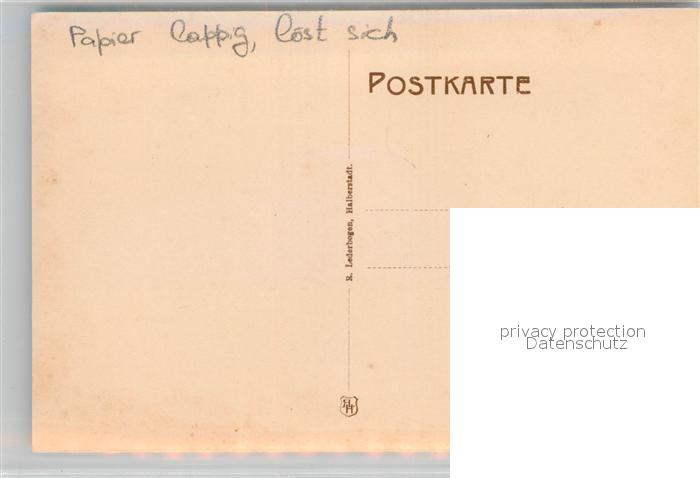 Papier lappig, löst sich
POSTKARTE
R. Lederbogen, Halberstadt.
privacy protection
Datenschutz